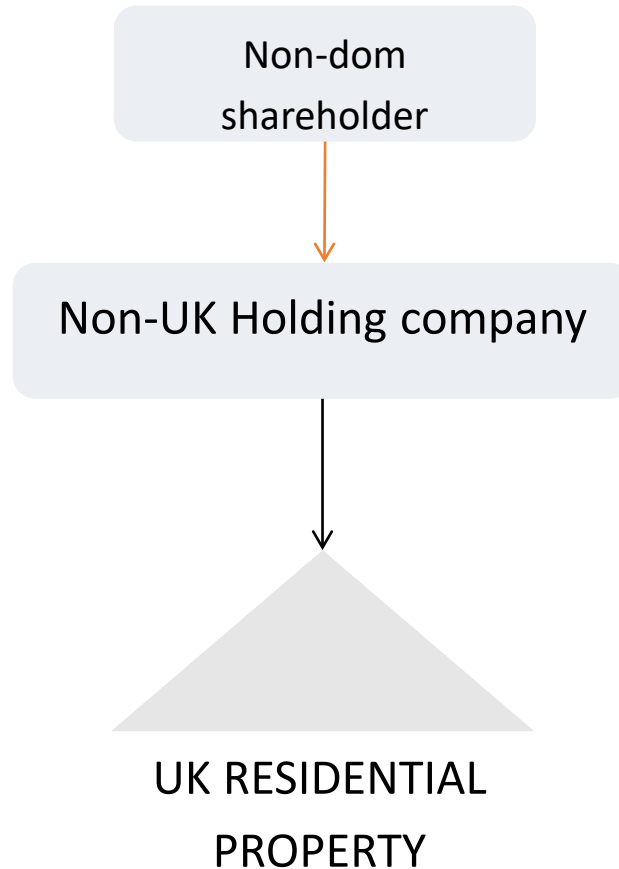 Non-dom
shareholder
Non-UK Holding company
UK RESIDENTIAL
PROPERTY